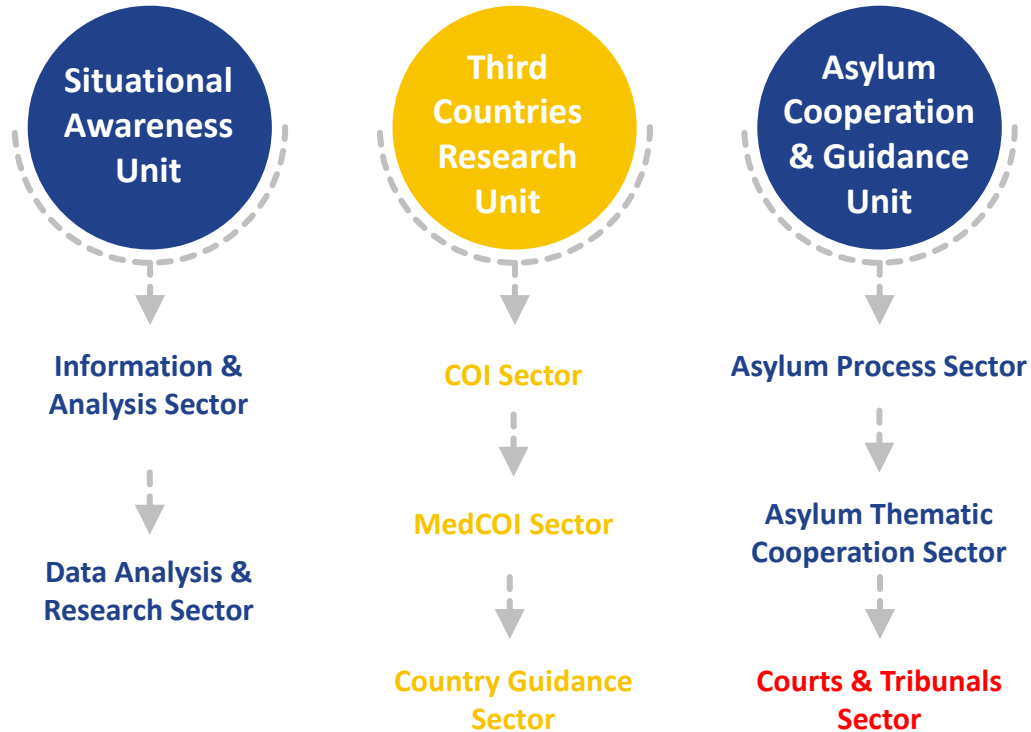 Situational
Awareness
Unit
Third
Countries
Research
Unit
Asylum
Cooperation
& Guidance
Unit
Information &
Analysis Sector
COI Sector
Asylum Process Sector
Data Analysis &
Research Sector
MedCOI Sector
Asylum Thematic
Cooperation Sector
Country Guidance
Sector
Courts & Tribunals
Sector